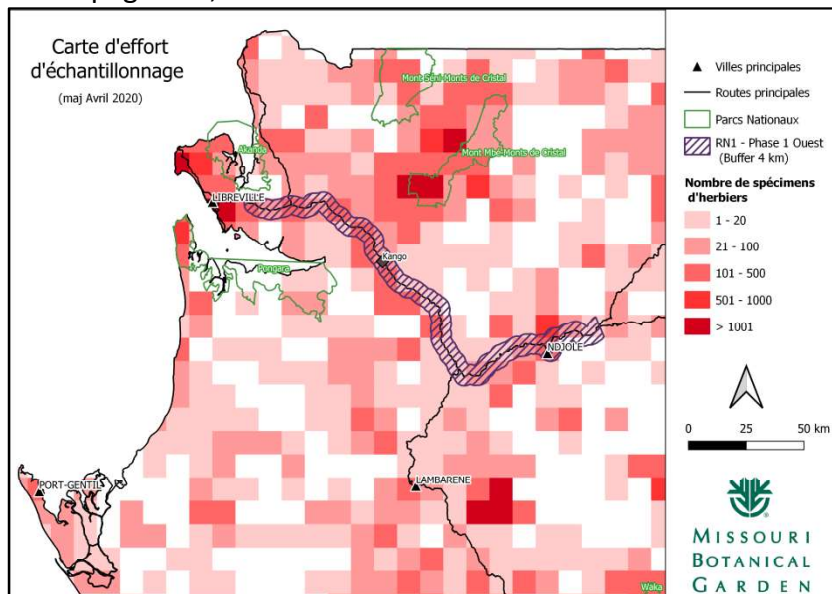 Carte d'effort
d'échantillonnage
(maj Avril 2020)
Mont Séni-Monts de Cristal
Akanda
Mont Mbé-Monts de Cristal
LIBREVILLE
Kango
Pongara
NDJOLE
PORT-GENTIL
LAMBARENE
Waka
Villes principales
Routes principales
Parcs Nationaux
RN1 - Phase 1 Ouest
(Buffer 4 km)
Nombre de spécimens
d'herbiers
1 - 20
21 - 100
101 - 500
501 - 1000
> 1001
0 25 50 km
MISSOURI
BOTANICAL
GARDEN